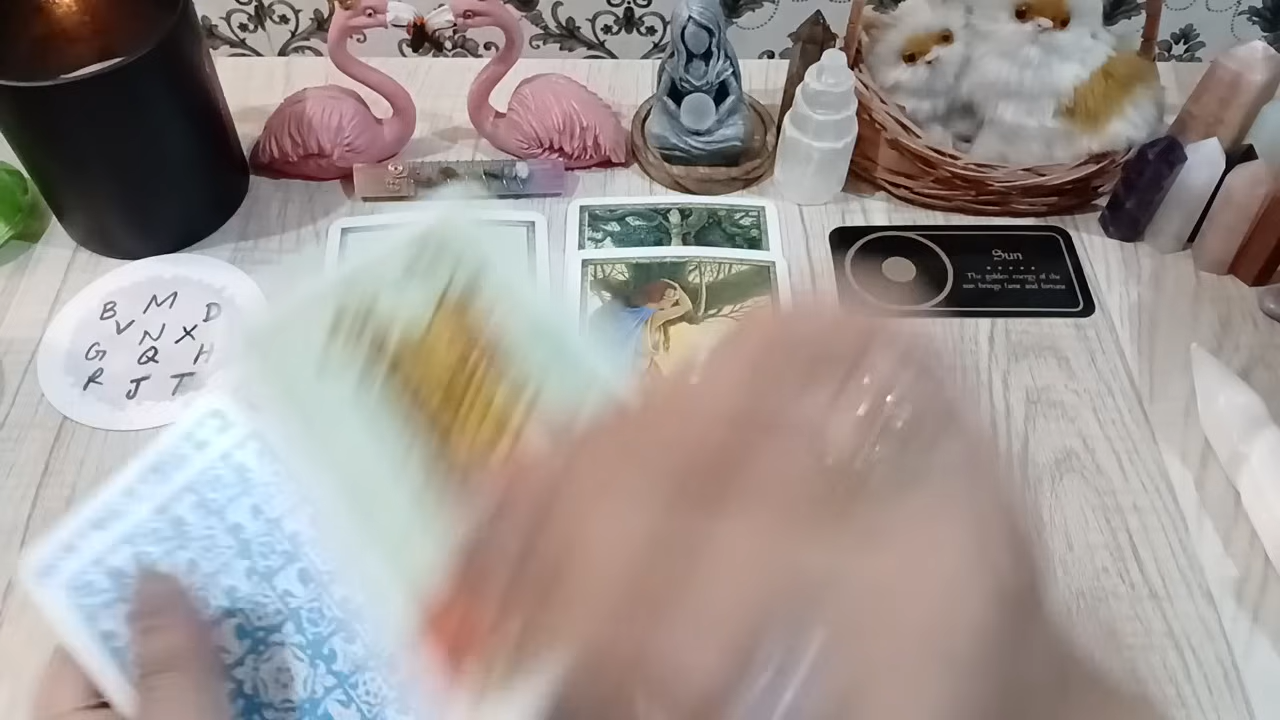 B M D
V N X
G Q H
R J T
Sun
The golden energy of the
sun brings fame and fortune